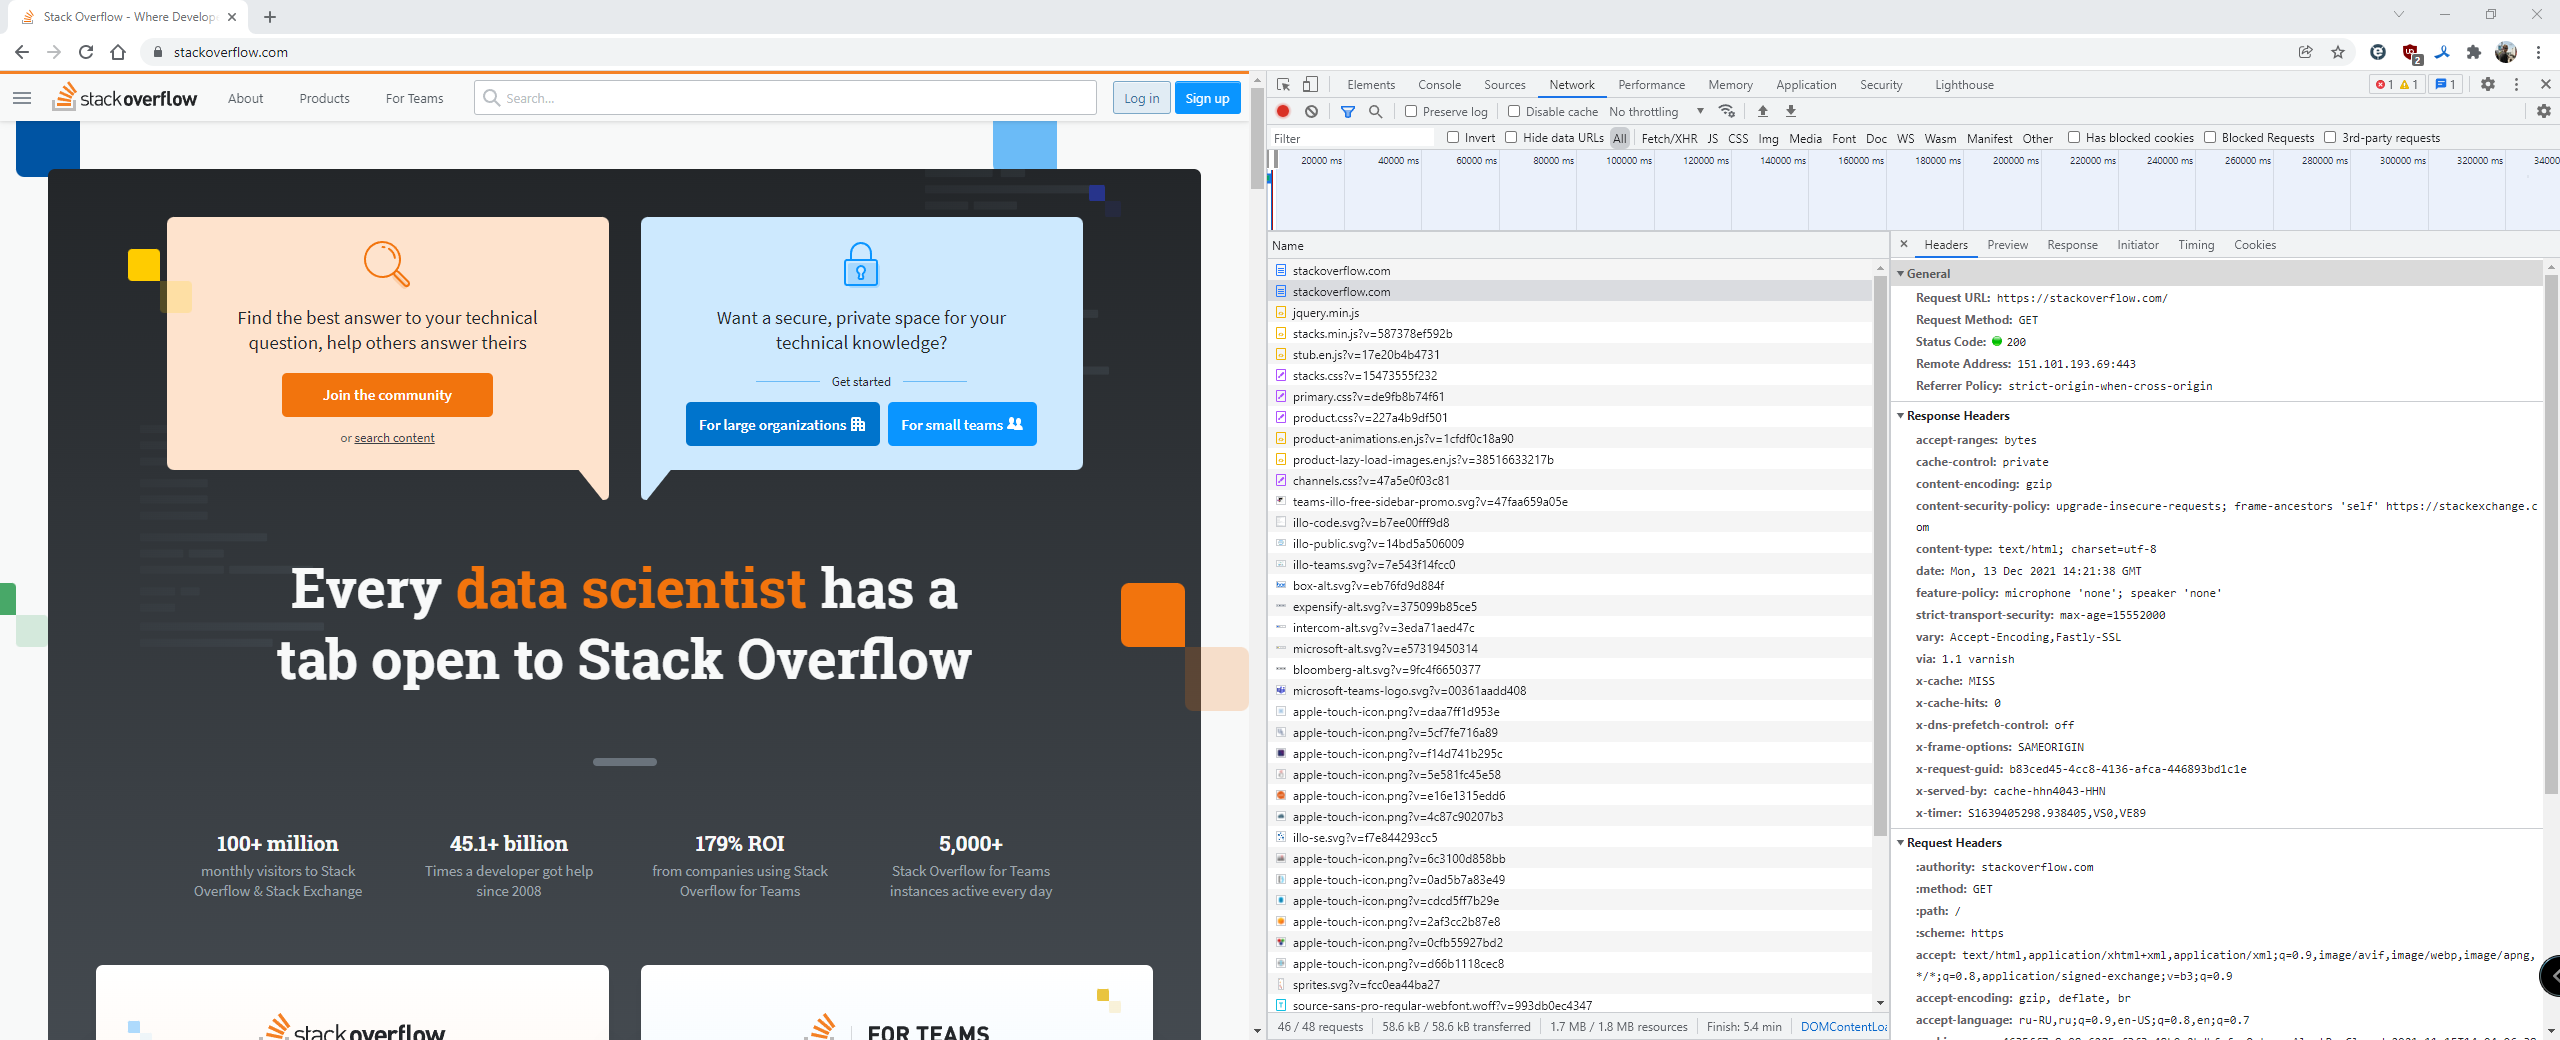 Stack Overflow - Where Develop
stackoverflow.com
stackoverflow
About
Products
For Teams
Search...
Log in
Sign up
Find the best answer to your technical
question, help others answer theirs
Join the community
or search content
Want a secure, private space for your
technical knowledge?
Get started
For large organizations
For small teams
Every data scientist has a
tab open to Stack Overflow
100+ million
monthly visitors to Stack
Overflow & Stack Exchange
45.1+ billion
Times a developer got help
since 2008
179% ROI
from companies using Stack
Overflow for Teams
5,000+
Stack Overflow for Teams
instances active every day
stackoverflow
FOR TEAMS
2
Elements Console Sources Network Performance Memory Application Security Lighthouse
1 1 1
Preserve log Disable cache No throttling
Filter Invert Hide data URLs All Fetch/XHR JS CSS Img Media Font Doc WS Wasm Manifest Other Has blocked cookies Blocked Requests 3rd-party requests
20000 ms 40000 ms 60000 ms 80000 ms 100000 ms 120000 ms 140000 ms 160000 ms 180000 ms 200000 ms 220000 ms 240000 ms 260000 ms 280000 ms 300000 ms 320000 ms 34000
Name
stackoverflow.com
stackoverflow.com
jquery.min.js
stacks.min.js?v=587378ef592b
stub.en.js?v=17e20b4b4731
stacks.css?v=15473555f232
primary.css?v=de9fb8b74f61
product.css?v=227a4b9df501
product-animations.en.js?v=1cfdf0c18a90
product-lazy-load-images.en.js?v=38516633217b
channels.css?v=47a5e0f03c81
teams-illo-free-sidebar-promo.svg?v=47faa659a05e
illo-code.svg?v=b7ee00fff9d8
illo-public.svg?v=14bd5a506009
illo-teams.svg?v=7e543f14fcc0
box-alt.svg?v=eb76fd9d884f
expensify-alt.svg?v=375099b85ce5
intercom-alt.svg?v=3eda71aed47c
microsoft-alt.svg?v=e57319450314
bloomberg-alt.svg?v=9fc4f6650377
microsoft-teams-logo.svg?v=00361aadd408
apple-touch-icon.png?v=daa7ff1d953e
apple-touch-icon.png?v=5cf7fe716a89
apple-touch-icon.png?v=f14d741b295c
apple-touch-icon.png?v=5e581fc45e58
apple-touch-icon.png?v=e16e1315edd6
apple-touch-icon.png?v=4c87c90207b3
illo-se.svg?v=f7e844293cc5
apple-touch-icon.png?v=6c3100d858bb
apple-touch-icon.png?v=0ad5b7a83e49
apple-touch-icon.png?v=cdcd5ff7b29e
apple-touch-icon.png?v=2af3cc2b87e8
apple-touch-icon.png?v=0cfb55927bd2
apple-touch-icon.png?v=d66b1118cec8
sprites.svg?v=fcc0ea44ba27
source-sans-pro-regular-webfont.woff?v=993db0ec4347
46 / 48 requests 58.6 kB / 58.6 kB transferred 1.7 MB / 1.8 MB resources Finish: 5.4 min DOMContentLoa
Headers Preview Response Initiator Timing Cookies
General
Request URL: https://stackoverflow.com/
Request Method: GET
Status Code: 200
Remote Address: 151.101.193.69:443
Referrer Policy: strict-origin-when-cross-origin
Response Headers
accept-ranges: bytes
cache-control: private
content-encoding: gzip
content-security-policy: upgrade-insecure-requests; frame-ancestors 'self' https://stackexchange.c
om
content-type: text/html; charset=utf-8
date: Mon, 13 Dec 2021 14:21:38 GMT
feature-policy: microphone 'none'; speaker 'none'
strict-transport-security: max-age=15552000
vary: Accept-Encoding,Fastly-SSL
via: 1.1 varnish
x-cache: MISS
x-cache-hits: 0
x-dns-prefetch-control: off
x-frame-options: SAMEORIGIN
x-request-guid: b83ced45-4cc8-4136-afca-446893bd1c1e
x-served-by: cache-hhn4043-HHN
x-timer: S1639405298.938405,VS0,VE89
Request Headers
:authority: stackoverflow.com
:method: GET
:path: /
:scheme: https
accept: text/html,application/xhtml+xml,application/xml;q=0.9,image/avif,image/webp,image/apng,
*/*;q=0.8,application/signed-exchange;v=b3;q=0.9
accept-encoding: gzip, deflate, br
accept-language: ru-RU,ru;q=0.9,en-US;q=0.8,en;q=0.7